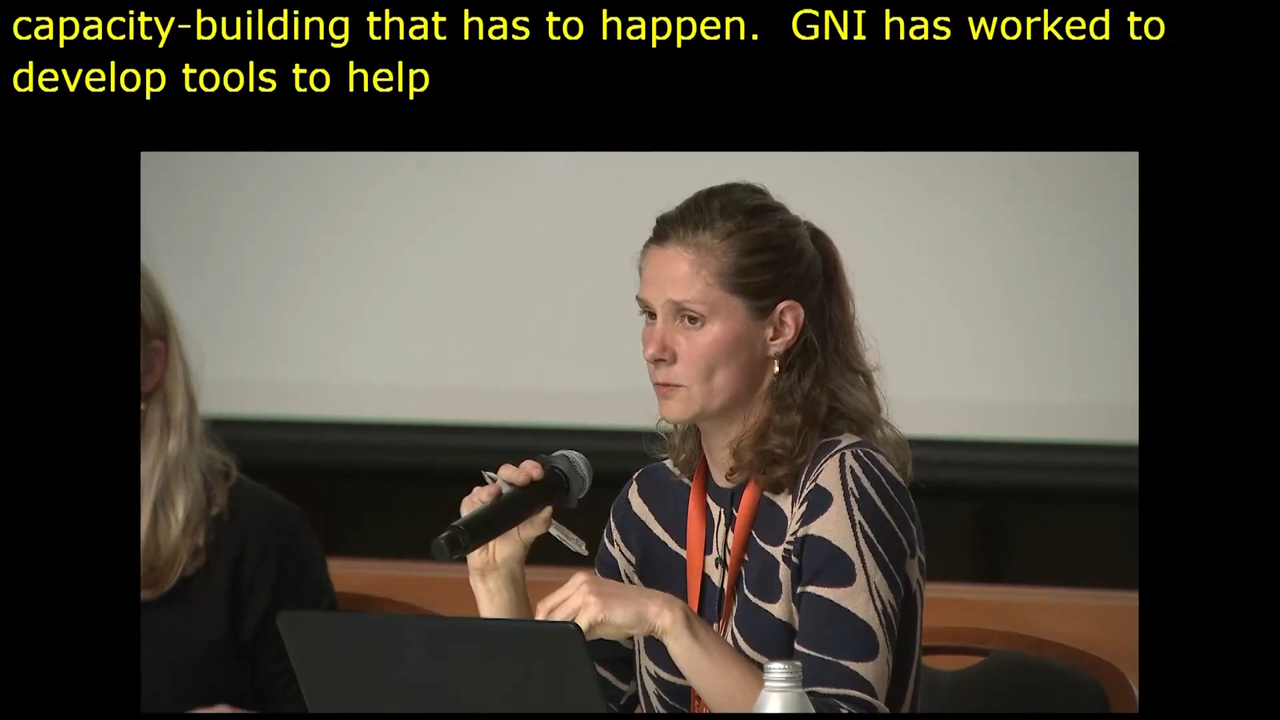 capacity-building that has to happen.  GNI has worked to
develop tools to help